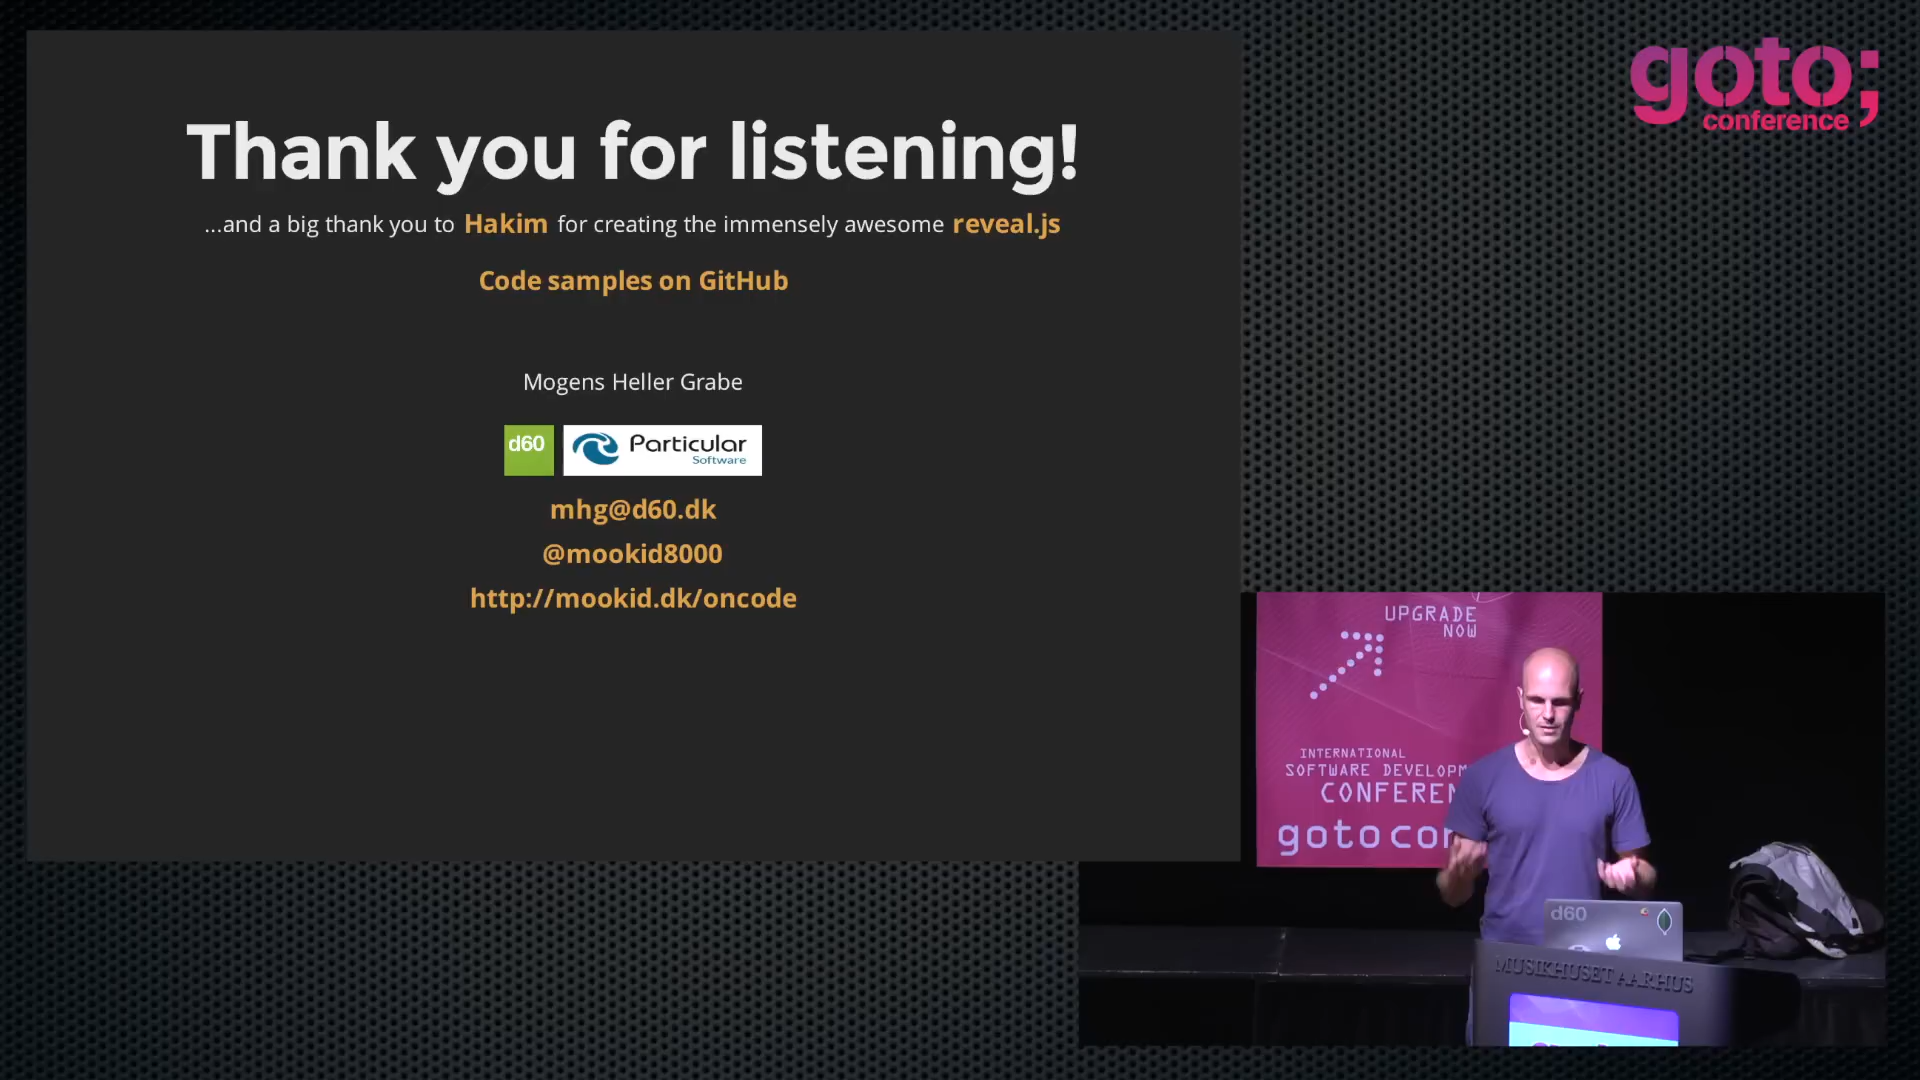 goto;
conference
Thank you for listening!
...and a big thank you to Hakim for creating the immensely awesome reveal.js
Code samples on GitHub
Mogens Heller Grabe
d60
Particular
Software
mhg@d60.dk
@mookid8000
http://mookid.dk/oncode
UPGRADE
NOW
INTERNATIONAL
SOFTWARE DEVELOPM
CONFEREN
goto con
d60
MUSIKHUSET AARHUS